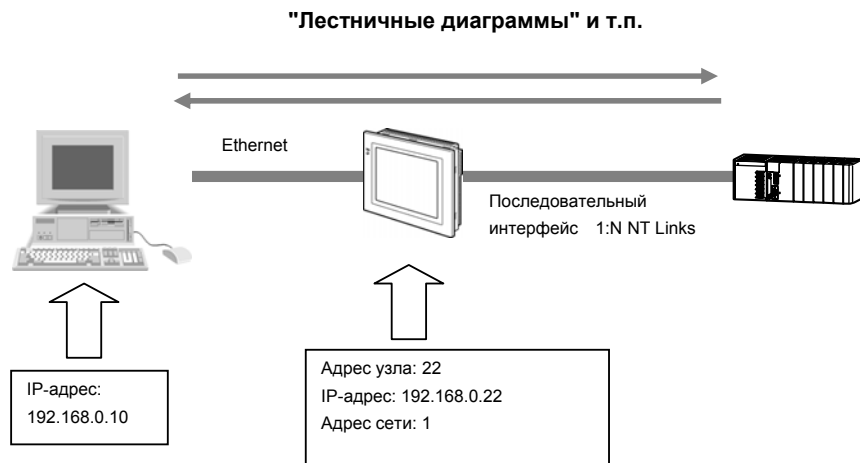 "Лестничные диаграммы" и т.п.
Ethernet
Последовательный
интерфейс 1:N NT Links
IP-адрес:
192.168.0.10
Адрес узла: 22
IP-адрес: 192.168.0.22
Адрес сети: 1